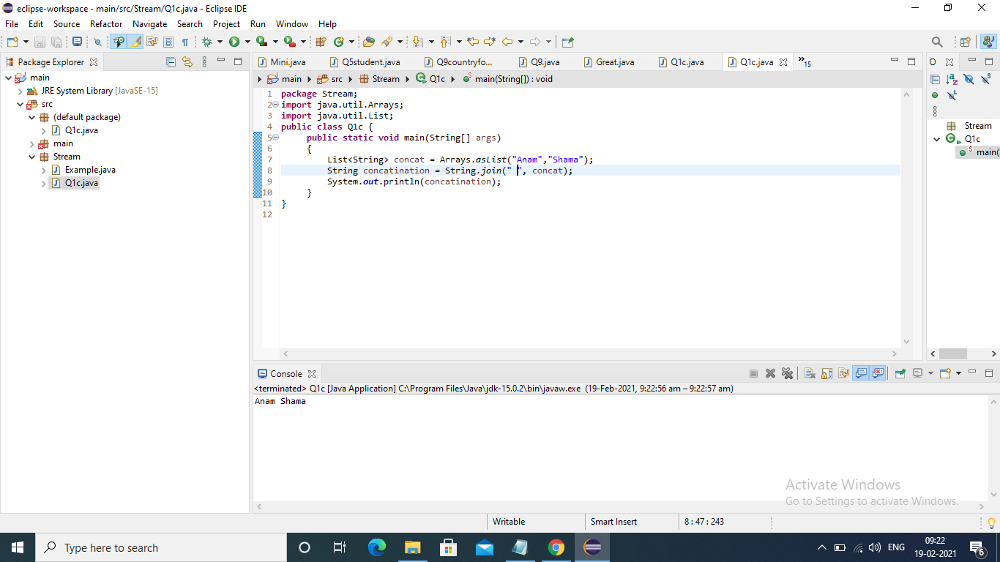 eclipse-workspace - main/src/Stream/Q1c.java - Eclipse IDE
File Edit Source Refactor Navigate Search Project Run Window Help
Package Explorer
main
JRE System Library [JavaSE-15]
src
(default package)
Q1c.java
main
Stream
Example.java
Q1c.java
Mini.java Q5student.java Q9countryfo... Q9.java Great.java Q1c.java Q1c.java »15
main src Stream Q1c main(String[]) : void
1 package Stream;
2 import java.util.Arrays;
3 import java.util.List;
4 public class Q1c {
5 public static void main(String[] args)
6 {
7 List<String> concat = Arrays.asList("Anam","Shama");
8 String concatination = String.join(" ", concat);
9 System.out.println(concatination);
10 }
11 }
12
O
Stream
Q1c
main(
Console
<terminated> Q1c [Java Application] C:\Program Files\Java\jdk-15.0.2\bin\javaw.exe (19-Feb-2021, 9:22:56 am – 9:22:57 am)
Anam Shama
Activate Windows
Go to Settings to activate Windows.
Writable Smart Insert 8 : 47 : 243
Type here to search
ENG
09:22
19-02-2021
6